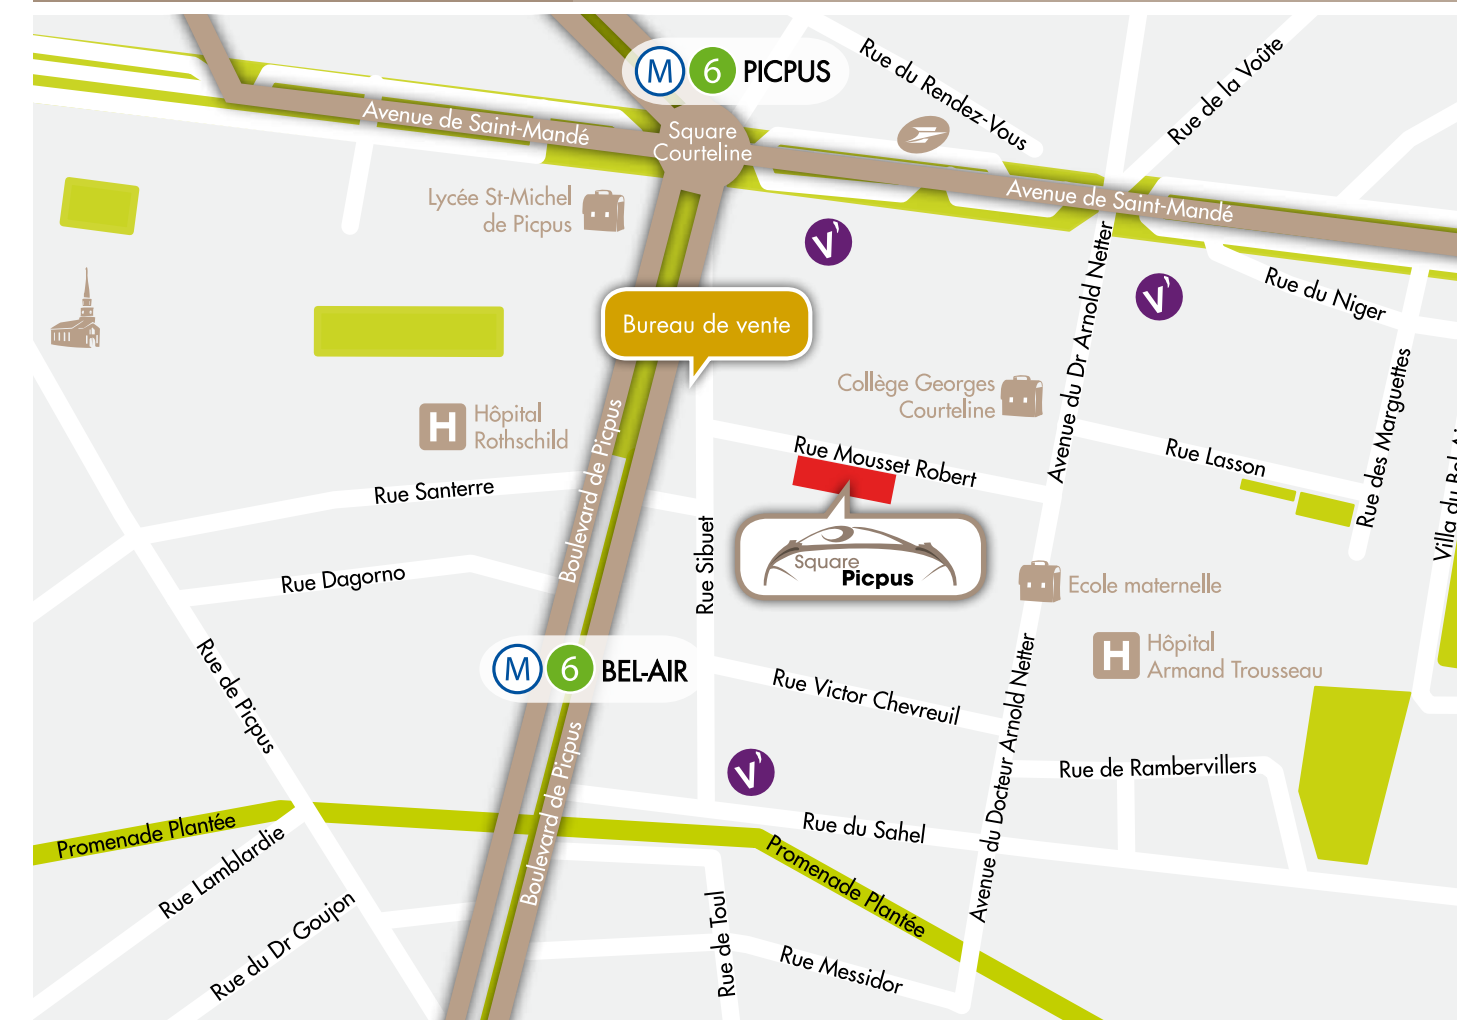 M 6 PICPUS
Rue du Rendez-Vous
Rue de la Voûte
Avenue de Saint-Mandé
Square
Courteline
Avenue de Saint-Mandé
Lycée St-Michel
de Picpus
V'
V'
Rue du Niger
Bureau de vente
Avenue du Dr Arnold Netter
Collège Georges
Courteline
Rue des Marguettes
H
Hôpital
Rothschild
Boulevard de Picpus
Rue Mousset Robert
Rue Lasson
Rue Santerre
Villa du Bel
Rue Sibuet
Square
Picpus
Rue Dagorno
Ecole maternelle
H
Hôpital
Armand Trousseau
M 6 BEL-AIR
Rue de Picpus
Rue Victor Chevreuil
Avenue du Docteur Arnold Netter
Rue de Rambervillers
V'
Boulevard de Picpus
Rue du Sahel
Promenade Plantée
Promenade Plantée
Rue Lamblardie
Rue du Dr Goujon
Rue de Toul
Rue Messidor